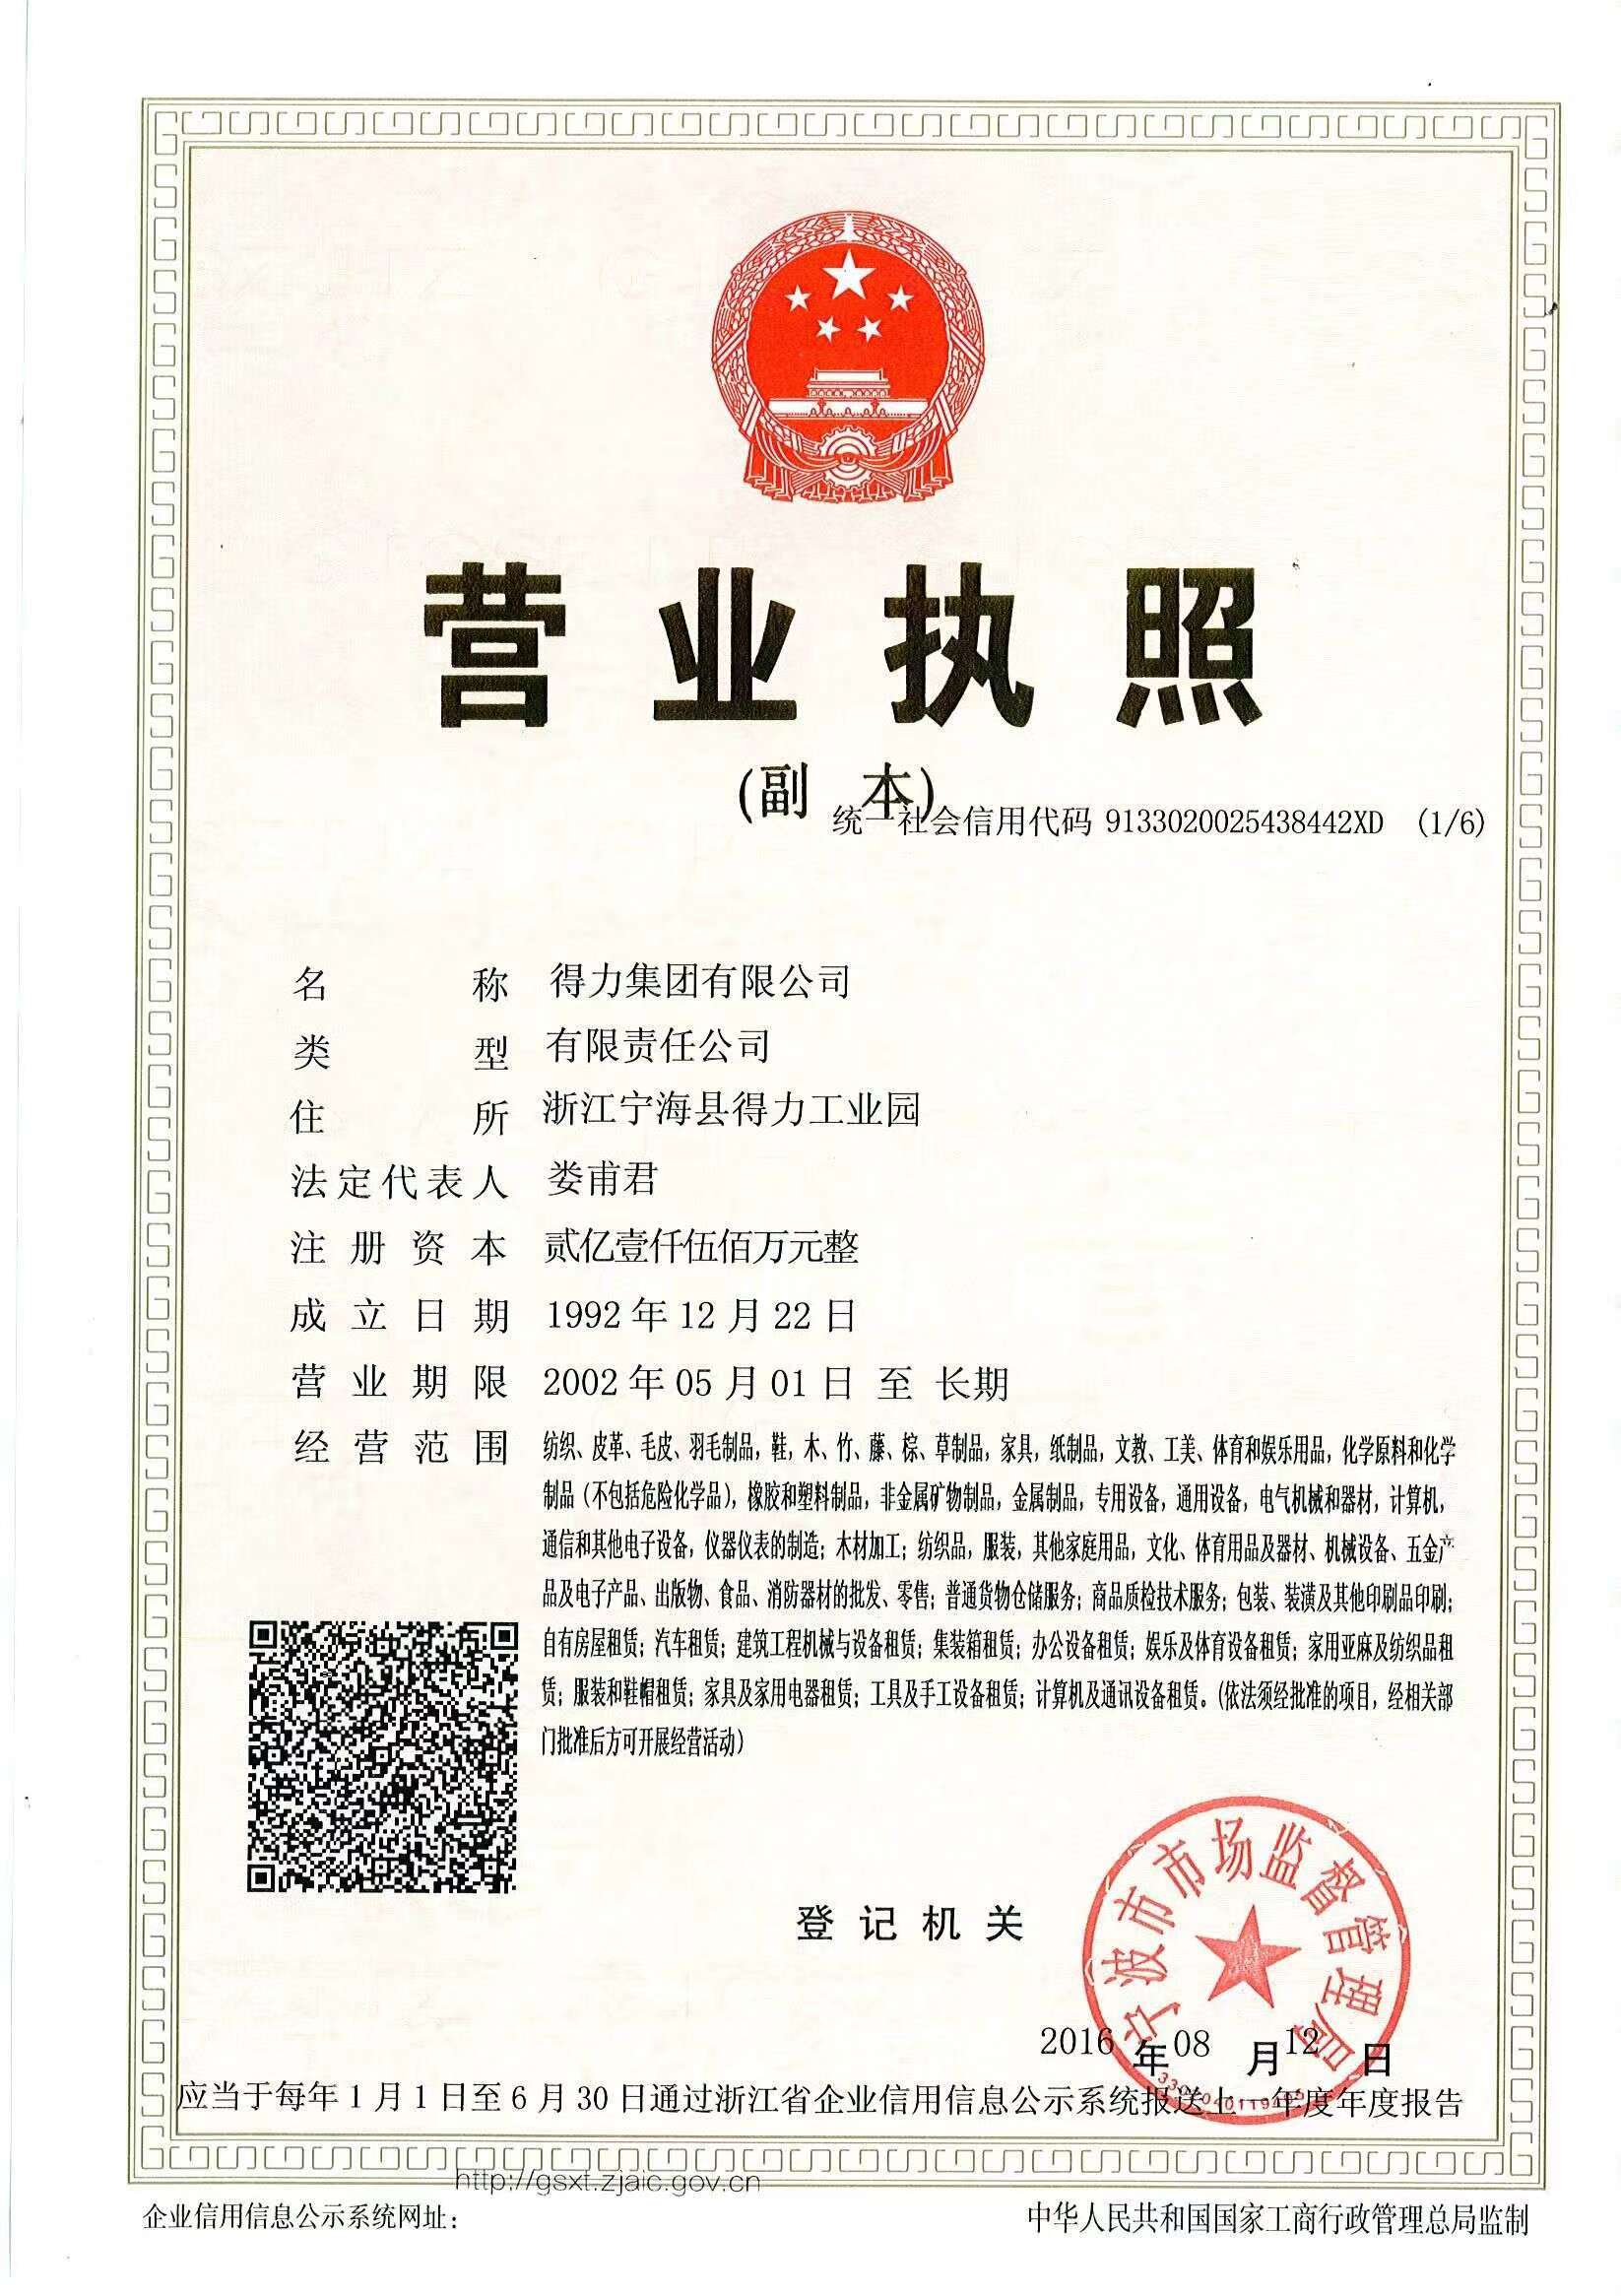 营业执照
(副 本)
统一社会信用代码 9133020025438442XD (1/6)
名称 得力集团有限公司
类型 有限责任公司
住所 浙江宁海县得力工业园
法定代表人 娄甫君
注册资本 贰亿壹仟伍佰万元整
成立日期 1992年12月22日
营业期限 2002年05月01日 至 长期
经营范围 纺织、皮革、毛皮、羽毛制品，鞋，木、竹、藤、棕、草制品，家具，纸制品，文教、工美、体育和娱乐用品，化学原料和化学
制品（不包括危险化学品），橡胶和塑料制品，非金属矿物制品，金属制品，专用设备，通用设备，电气机械和器材，计算机，
通信和其他电子设备，仪器仪表的制造；木材加工；纺织品，服装，其他家庭用品，文化、体育用品及器材、机械设备、五金产
品及电子产品、出版物、食品、消防器材的批发、零售；普通货物仓储服务；商品质检技术服务；包装、装潢及其他印刷品印刷；
自有房屋租赁；汽车租赁；建筑工程机械与设备租赁；集装箱租赁；办公设备租赁；娱乐及体育设备租赁；家用亚麻及纺织品租
赁；服装和鞋帽租赁；家具及家用电器租赁；工具及手工设备租赁；计算机及通讯设备租赁。（依法须经批准的项目，经相关部
门批准后方可开展经营活动）
登记机关
宁波市市场监督管理局
2016年08月12日
应当于每年1月1日至6月30日通过浙江省企业信用信息公示系统报送上一年度年度报告
http://gsxt.zjaic.gov.cn
企业信用信息公示系统网址：
中华人民共和国国家工商行政管理总局监制